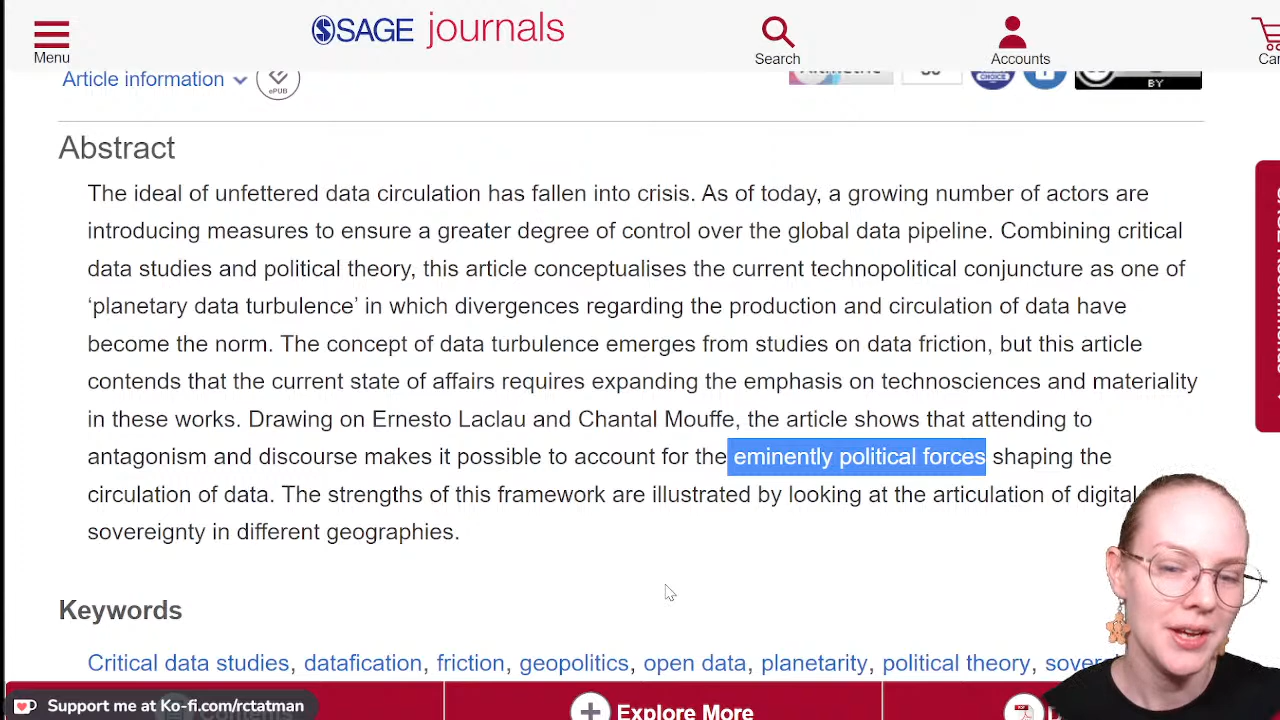 Menu
SAGE journals
Search
Accounts
Article information
ePUB
BY
Abstract
The ideal of unfettered data circulation has fallen into crisis. As of today, a growing number of actors are
introducing measures to ensure a greater degree of control over the global data pipeline. Combining critical
data studies and political theory, this article conceptualises the current technopolitical conjuncture as one of
‘planetary data turbulence’ in which divergences regarding the production and circulation of data have
become the norm. The concept of data turbulence emerges from studies on data friction, but this article
contends that the current state of affairs requires expanding the emphasis on technosciences and materiality
in these works. Drawing on Ernesto Laclau and Chantal Mouffe, the article shows that attending to
antagonism and discourse makes it possible to account for the eminently political forces shaping the
circulation of data. The strengths of this framework are illustrated by looking at the articulation of digital
sovereignty in different geographies.
Keywords
Critical data studies, datafication, friction, geopolitics, open data, planetarity, political theory,
Support me at Ko-fi.com/rctatman
Explore More